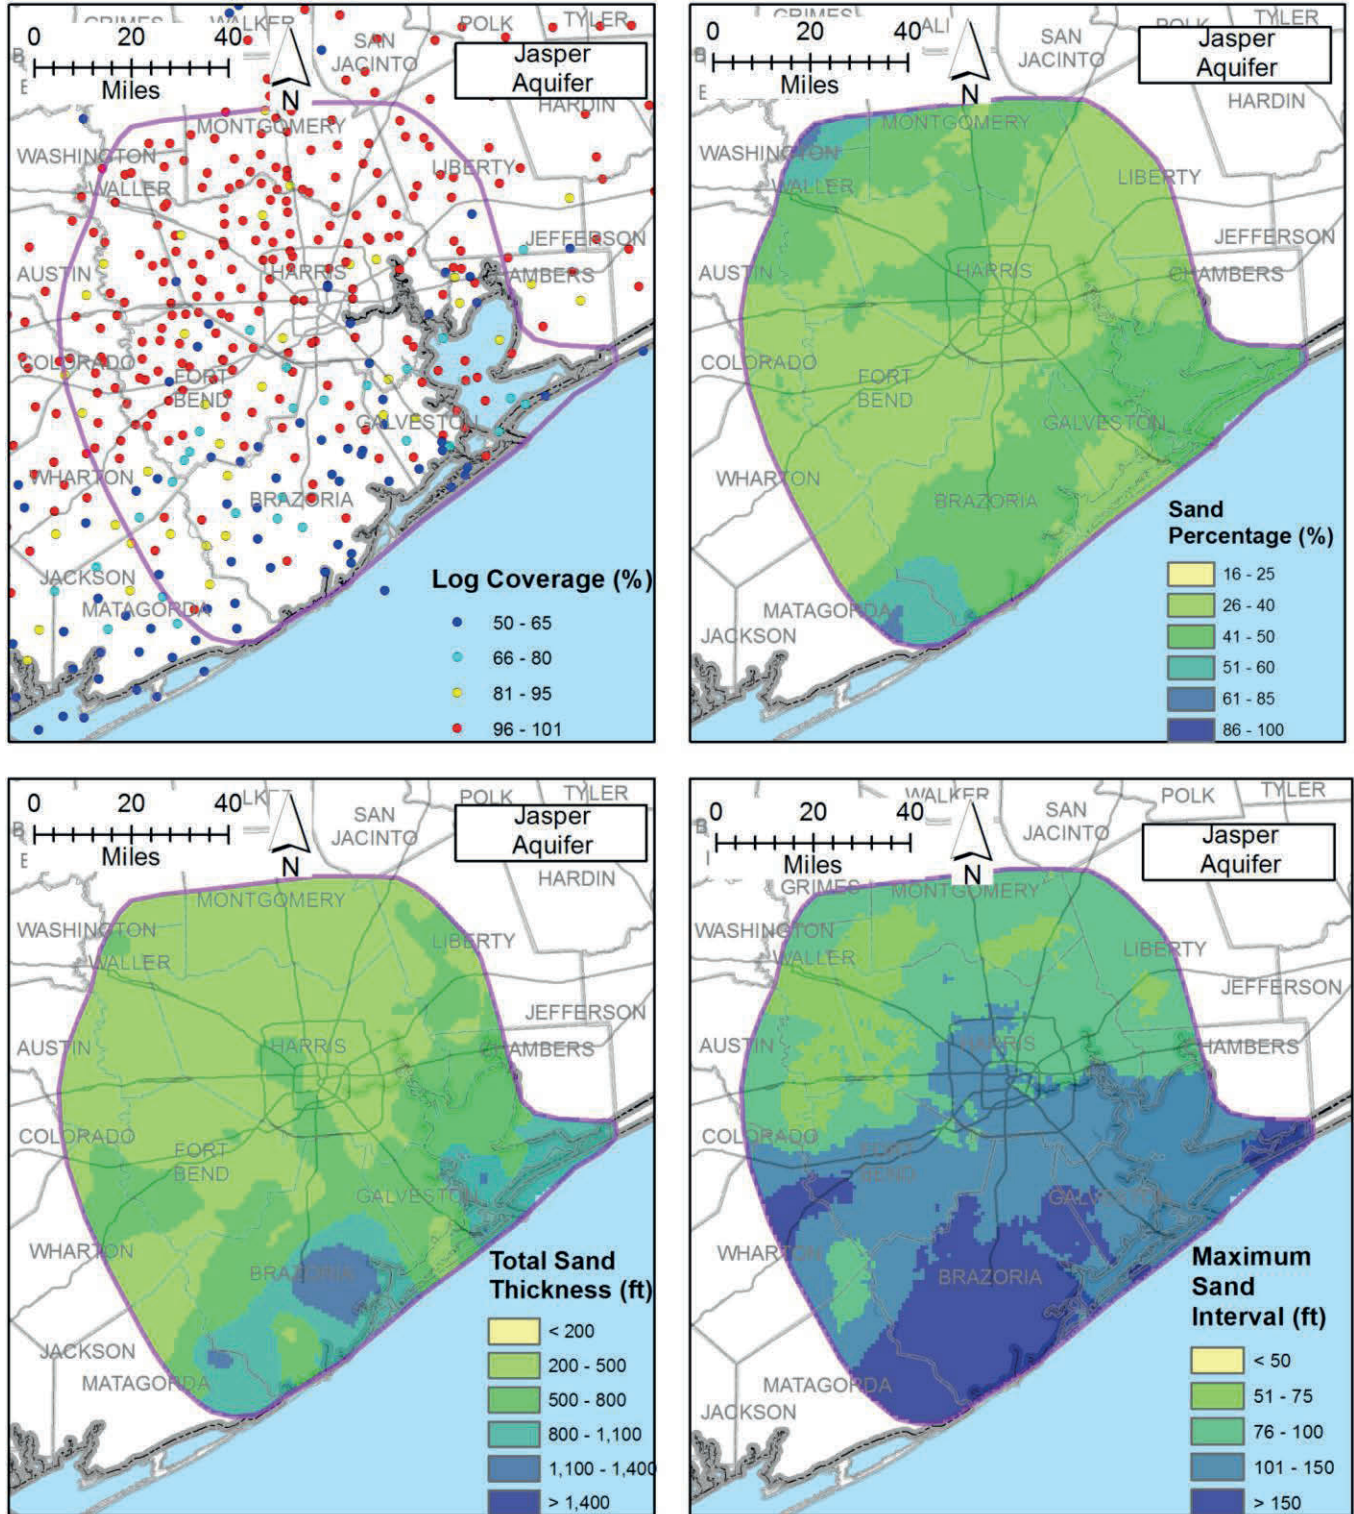 GRIMES
WALKER
POLK
TYLER
0 20 40
Miles
SAN
JACINTO
Jasper
Aquifer
N
HARDIN
MONTGOMERY
WASHINGTON
LIBERTY
WALLER
JEFFERSON
AUSTIN
HARRIS
CHAMBERS
COLORADO
FORT
BEND
GALVESTON
WHARTON
BRAZORIA
JACKSON
MATAGORDA
Log Coverage (%)
50 - 65
66 - 80
81 - 95
96 - 101
GRIMES
POLK
TYLER
0 20 40
Miles
SAN
JACINTO
Jasper
Aquifer
N
HARDIN
MONTGOMERY
WASHINGTON
LIBERTY
WALLER
JEFFERSON
AUSTIN
HARRIS
CHAMBERS
COLORADO
FORT
BEND
GALVESTON
WHARTON
BRAZORIA
MATAGORDA
JACKSON
Sand
Percentage (%)
16 - 25
26 - 40
41 - 50
51 - 60
61 - 85
86 - 100
POLK
TYLER
0 20 40
Miles
SAN
JACINTO
Jasper
Aquifer
N
HARDIN
MONTGOMERY
WASHINGTON
LIBERTY
WALLER
JEFFERSON
AUSTIN
HARRIS
CHAMBERS
COLORADO
FORT
BEND
GALVESTON
WHARTON
BRAZORIA
JACKSON
MATAGORDA
Total Sand
Thickness (ft)
< 200
200 - 500
500 - 800
800 - 1,100
1,100 - 1,400
> 1,400
WALKER
POLK
TYLER
0 20 40
Miles
SAN
JACINTO
Jasper
Aquifer
N
GRIMES
MONTGOMERY
HARDIN
WASHINGTON
LIBERTY
WALLER
JEFFERSON
AUSTIN
HARRIS
HAMBERS
COLORADO
FORT
BEND
GALVESTON
WHARTON
BRAZORIA
MATAGORDA
JACKSON
Maximum
Sand
Interval (ft)
< 50
51 - 75
76 - 100
101 - 150
> 150